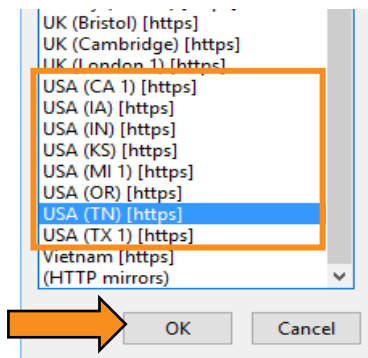 UK (Bristol) [https]
UK (Cambridge) [https]
UK (London 1) [https]
USA (CA 1) [https]
USA (IA) [https]
USA (IN) [https]
USA (KS) [https]
USA (MI 1) [https]
USA (OR) [https]
USA (TN) [https]
USA (TX 1) [https]
Vietnam [https]
(HTTP mirrors)
OK Cancel